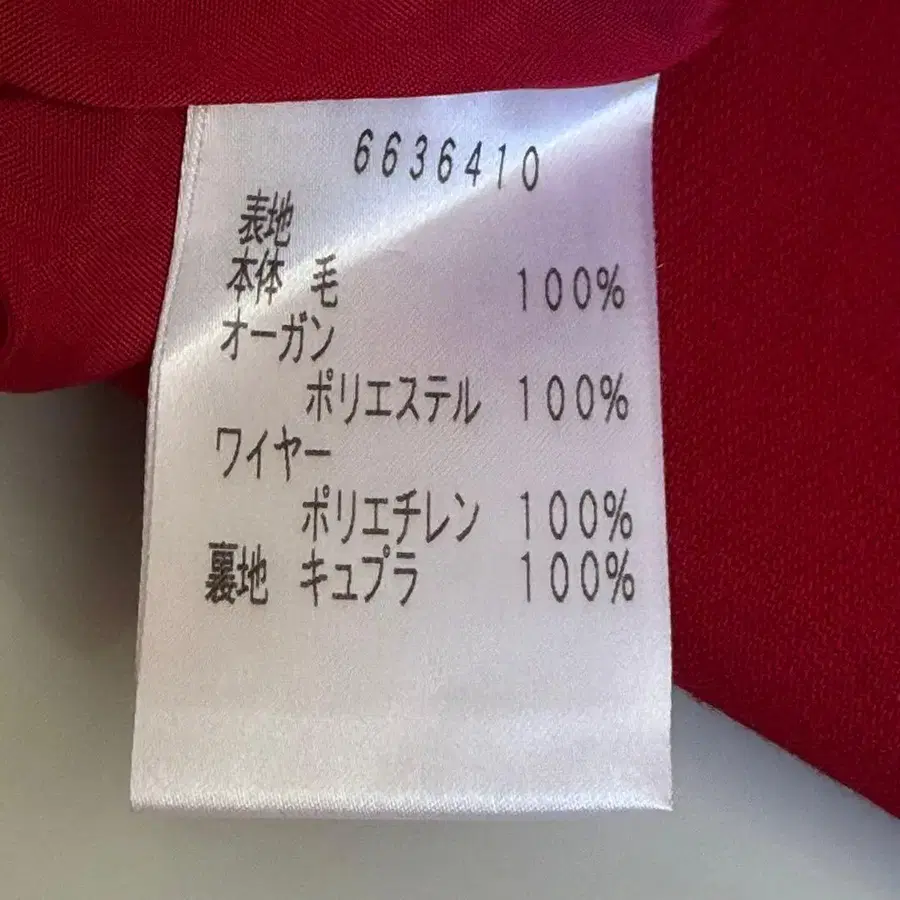 6636410
表地
本体 毛 100%
オーガン
ポリエステル 100%
ワイヤー
ポリエチレン 100%
裏地 キュプラ 100%